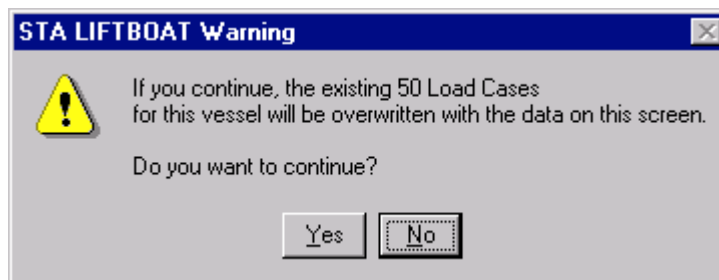 STA LIFTBOAT Warning
If you continue, the existing 50 Load Cases
for this vessel will be overwritten with the data on this screen.
Do you want to continue?
Yes No